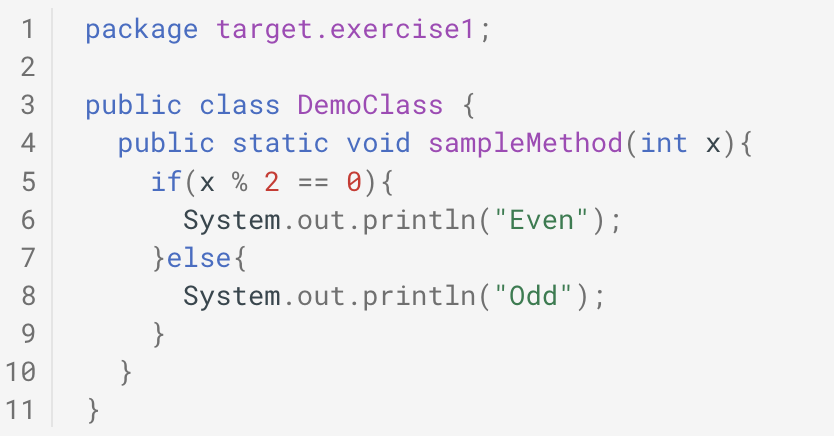 1 package target.exercise1;
2
3 public class DemoClass {
4   public static void sampleMethod(int x){
5     if(x % 2 == 0){
6       System.out.println("Even");
7     }else{
8       System.out.println("Odd");
9     }
10   }
11 }